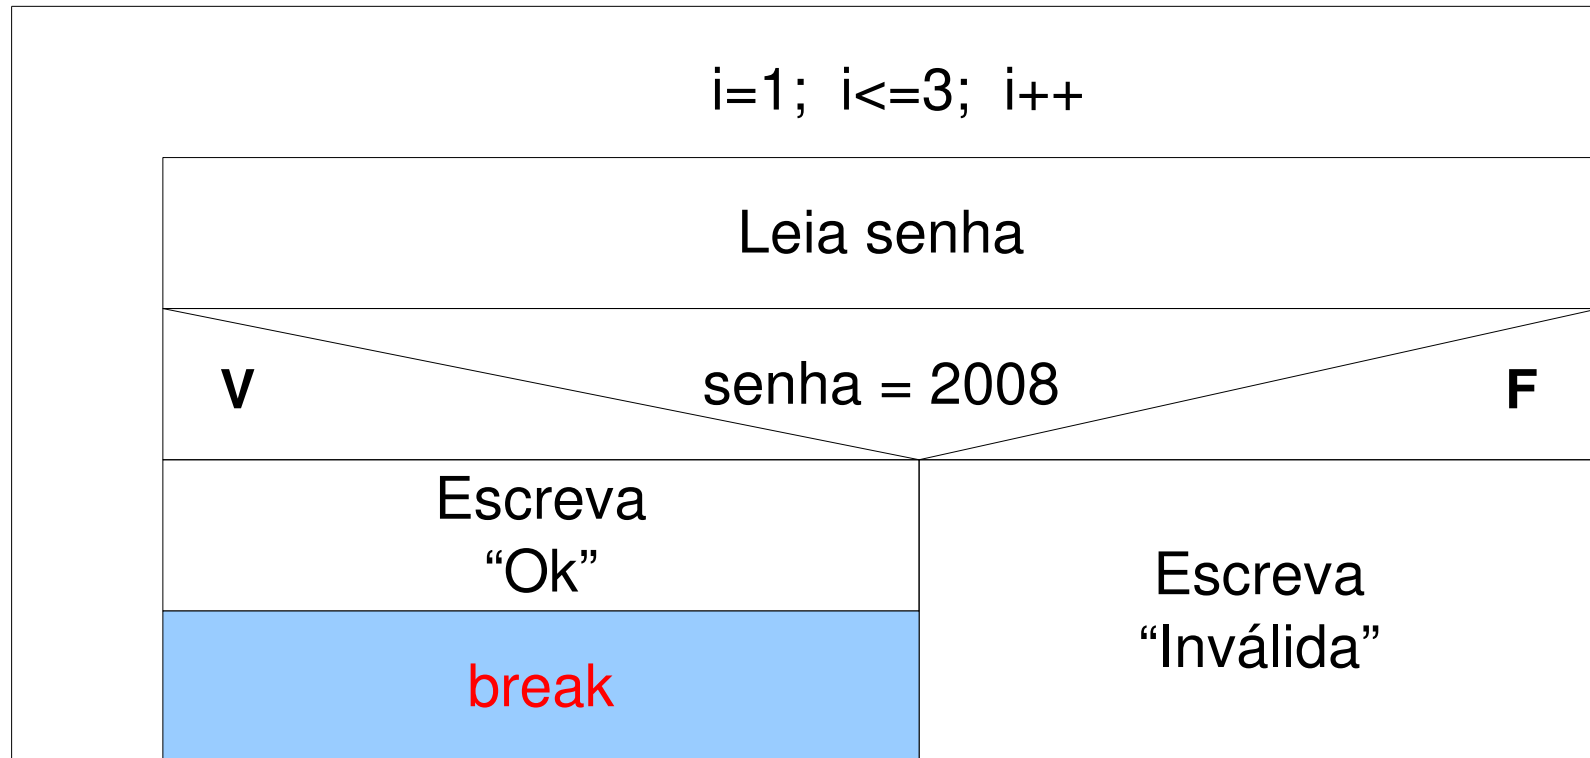 i=1; i<=3; i++
Leia senha
V
senha = 2008
F
Escreva
“Ok”
break
Escreva
“Inválida”